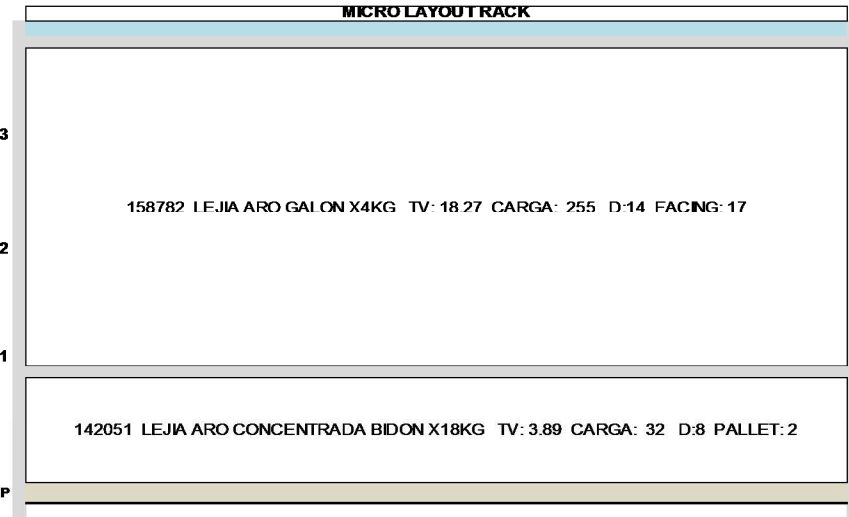 MICRO LAYOUT RACK
3
158782 LEJIA ARO GALON X4KG TV: 18.27 CARGA: 255 D:14 FACING: 17
2
1
142051 LEJIA ARO CONCENTRADA BIDON X18KG TV: 3.89 CARGA: 32 D:8 PALLET: 2
P